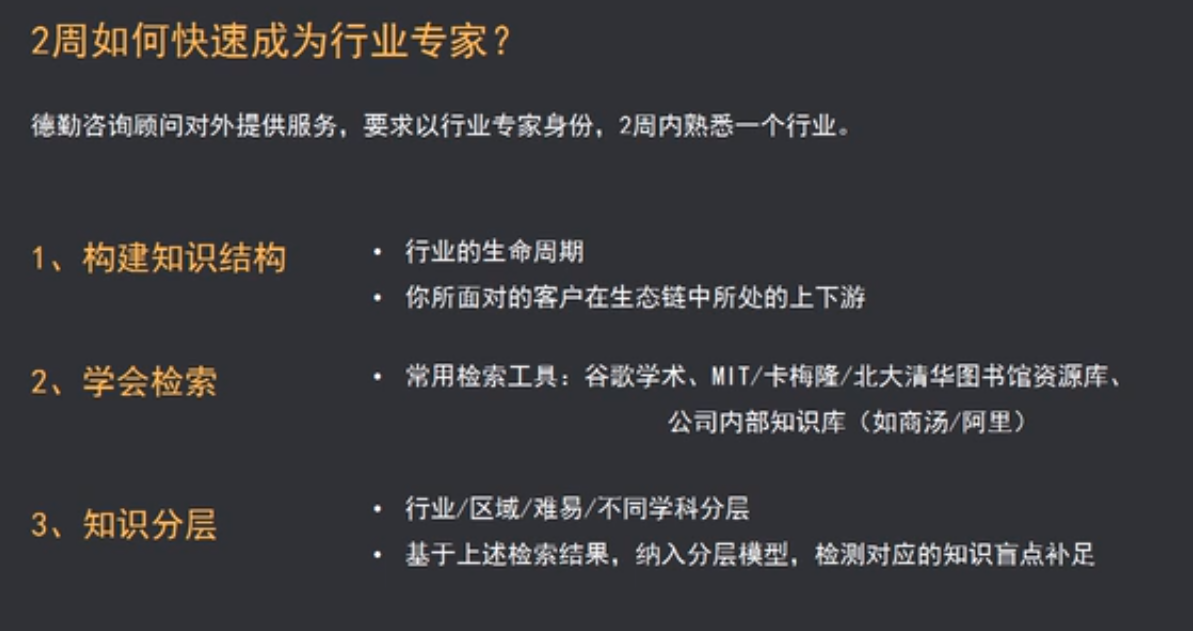 2周如何快速成为行业专家？
德勤咨询顾问对外提供服务，要求以行业专家身份，2周内熟悉一个行业。
1、构建知识结构
• 行业的生命周期
• 你所面对的客户在生态链中所处的上下游
2、学会检索
• 常用检索工具：谷歌学术、MIT/卡梅隆/北大清华图书馆资源库、
公司内部知识库（如商汤/阿里）
3、知识分层
• 行业/区域/难易/不同学科分层
• 基于上述检索结果，纳入分层模型，检测对应的知识盲点补足